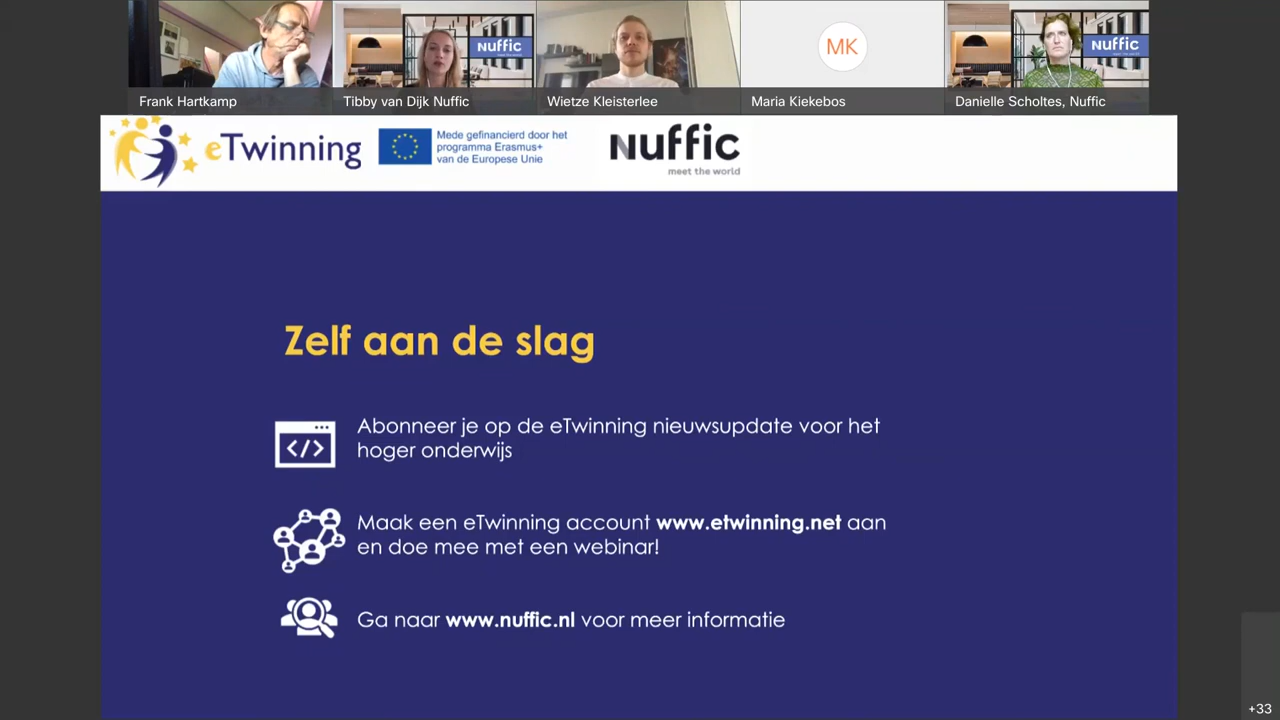 nuffic
nuffic
MK
Frank Hartkamp
Tibby van Dijk Nuffic
Wietze Kleisterlee
Maria Kiekebos
Danielle Scholtes, Nuffic
eTwinning
Mede gefinancierd door het
programma Erasmus+
van de Europese Unie
nuffic
meet the world
Zelf aan de slag
</>
Abonneer je op de eTwinning nieuwsupdate voor het
hoger onderwijs
Maak een eTwinning account www.etwinning.net aan
en doe mee met een webinar!
Ga naar www.nuffic.nl voor meer informatie
+33